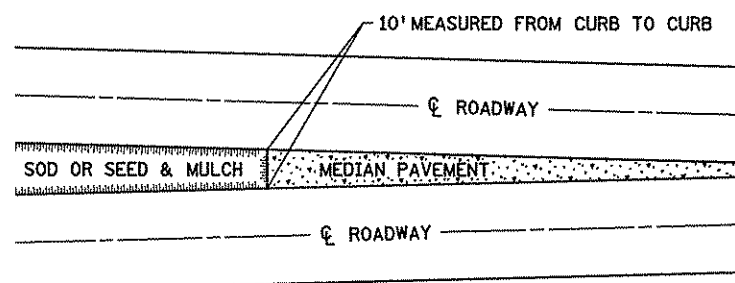 10' MEASURED FROM CURB TO CURB
℄ ROADWAY
SOD OR SEED & MULCH
MEDIAN PAVEMENT
℄ ROADWAY